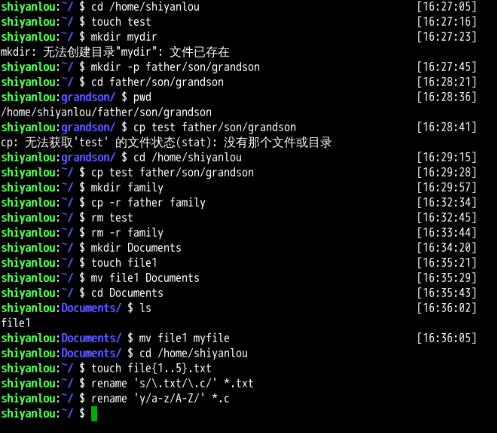 shiyanlou:~/ $ cd /home/shiyanlou [16:27:05]
shiyanlou:~/ $ touch test [16:27:16]
shiyanlou:~/ $ mkdir mydir [16:27:23]
mkdir: 无法创建目录"mydir": 文件已存在
shiyanlou:~/ $ mkdir -p father/son/grandson [16:27:45]
shiyanlou:~/ $ cd father/son/grandson [16:28:21]
shiyanlou:grandson/ $ pwd [16:28:36]
/home/shiyanlou/father/son/grandson
shiyanlou:grandson/ $ cp test father/son/grandson [16:28:41]
cp: 无法获取'test' 的文件状态(stat): 没有那个文件或目录
shiyanlou:grandson/ $ cd /home/shiyanlou [16:29:15]
shiyanlou:~/ $ cp test father/son/grandson [16:29:28]
shiyanlou:~/ $ mkdir family [16:29:57]
shiyanlou:~/ $ cp -r father family [16:32:34]
shiyanlou:~/ $ rm test [16:32:45]
shiyanlou:~/ $ rm -r family [16:33:44]
shiyanlou:~/ $ mkdir Documents [16:34:20]
shiyanlou:~/ $ touch file1 [16:35:21]
shiyanlou:~/ $ mv file1 Documents [16:35:29]
shiyanlou:~/ $ cd Documents [16:35:43]
shiyanlou:Documents/ $ ls [16:36:02]
file1
shiyanlou:Documents/ $ mv file1 myfile [16:36:05]
shiyanlou:Documents/ $ cd /home/shiyanlou
shiyanlou:~/ $ touch file{1..5}.txt
shiyanlou:~/ $ rename 's/\.txt/\.c/' *.txt
shiyanlou:~/ $ rename 'y/a-z/A-Z/' *.c
shiyanlou:~/ $